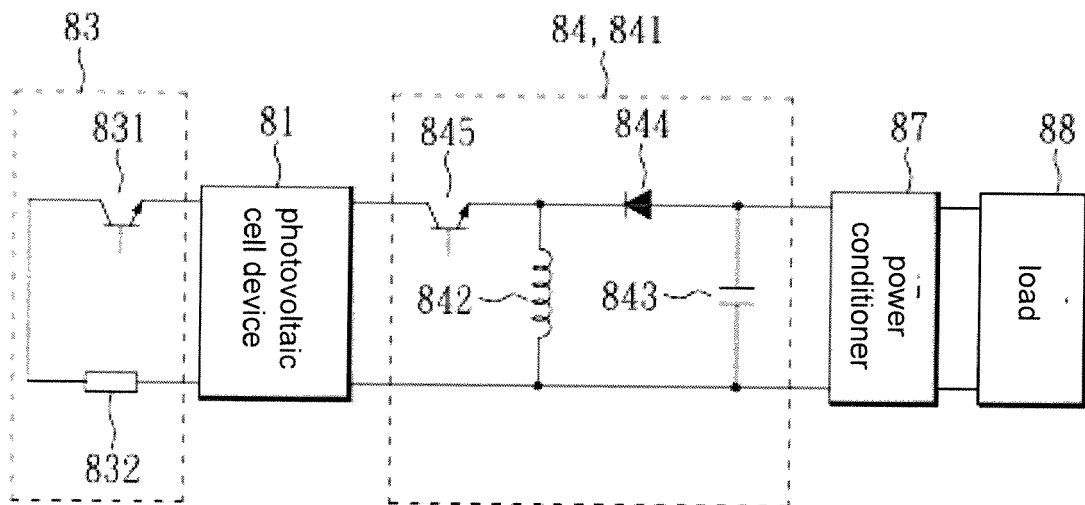 83
84, 841
831
81
845
844
87
88
photovoltaic
cell device
842
843
power
conditioner
load
832